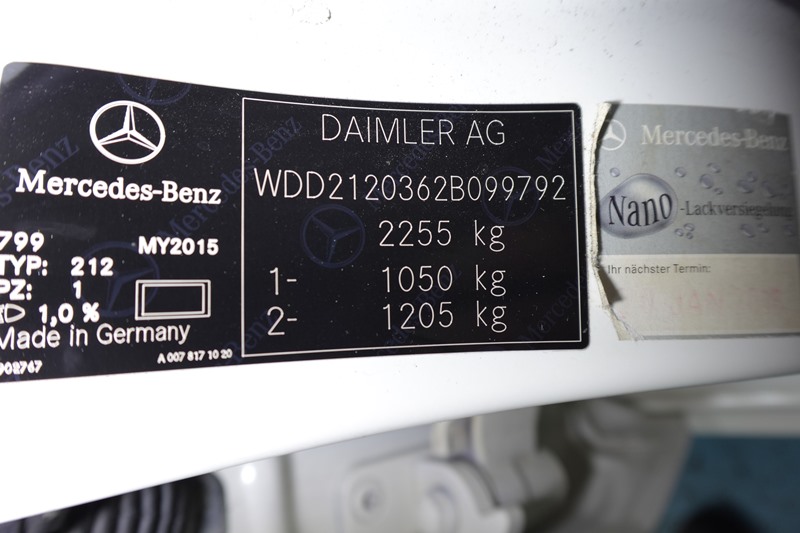 Mercedes-Benz
799
MY2015
TYP: 212
PZ: 1
1,0 %
Made in Germany
902767
A 007 817 10 20
DAIMLER AG
WDD2120362B099792
2255 kg
1- 1050 kg
2- 1205 kg
Mercedes-Benz
Nano-Lackversiegelung
Ihr nächster Termin: